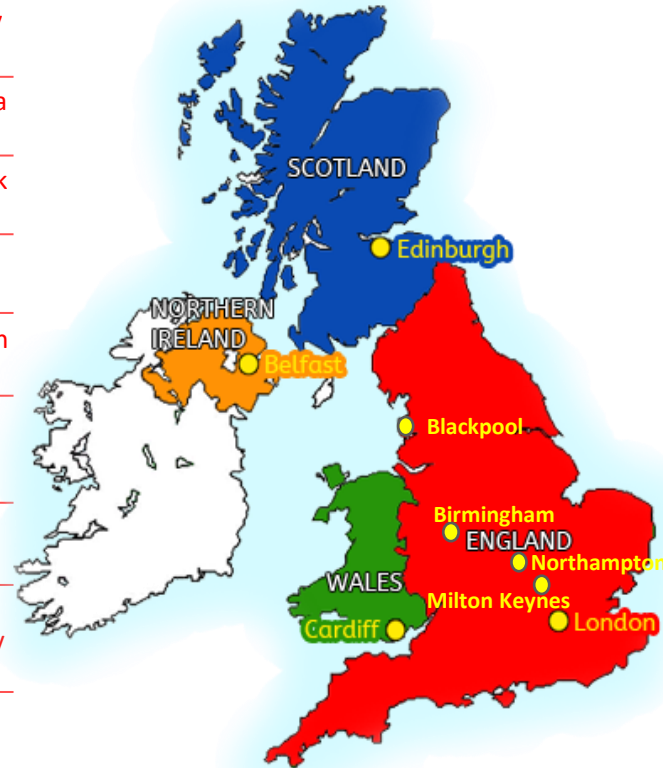 SCOTLAND
Edinburgh
NORTHERN
IRELAND
Belfast
Blackpool
Birmingham
ENGLAND
Northampton
WALES
Milton Keynes
Cardiff
London